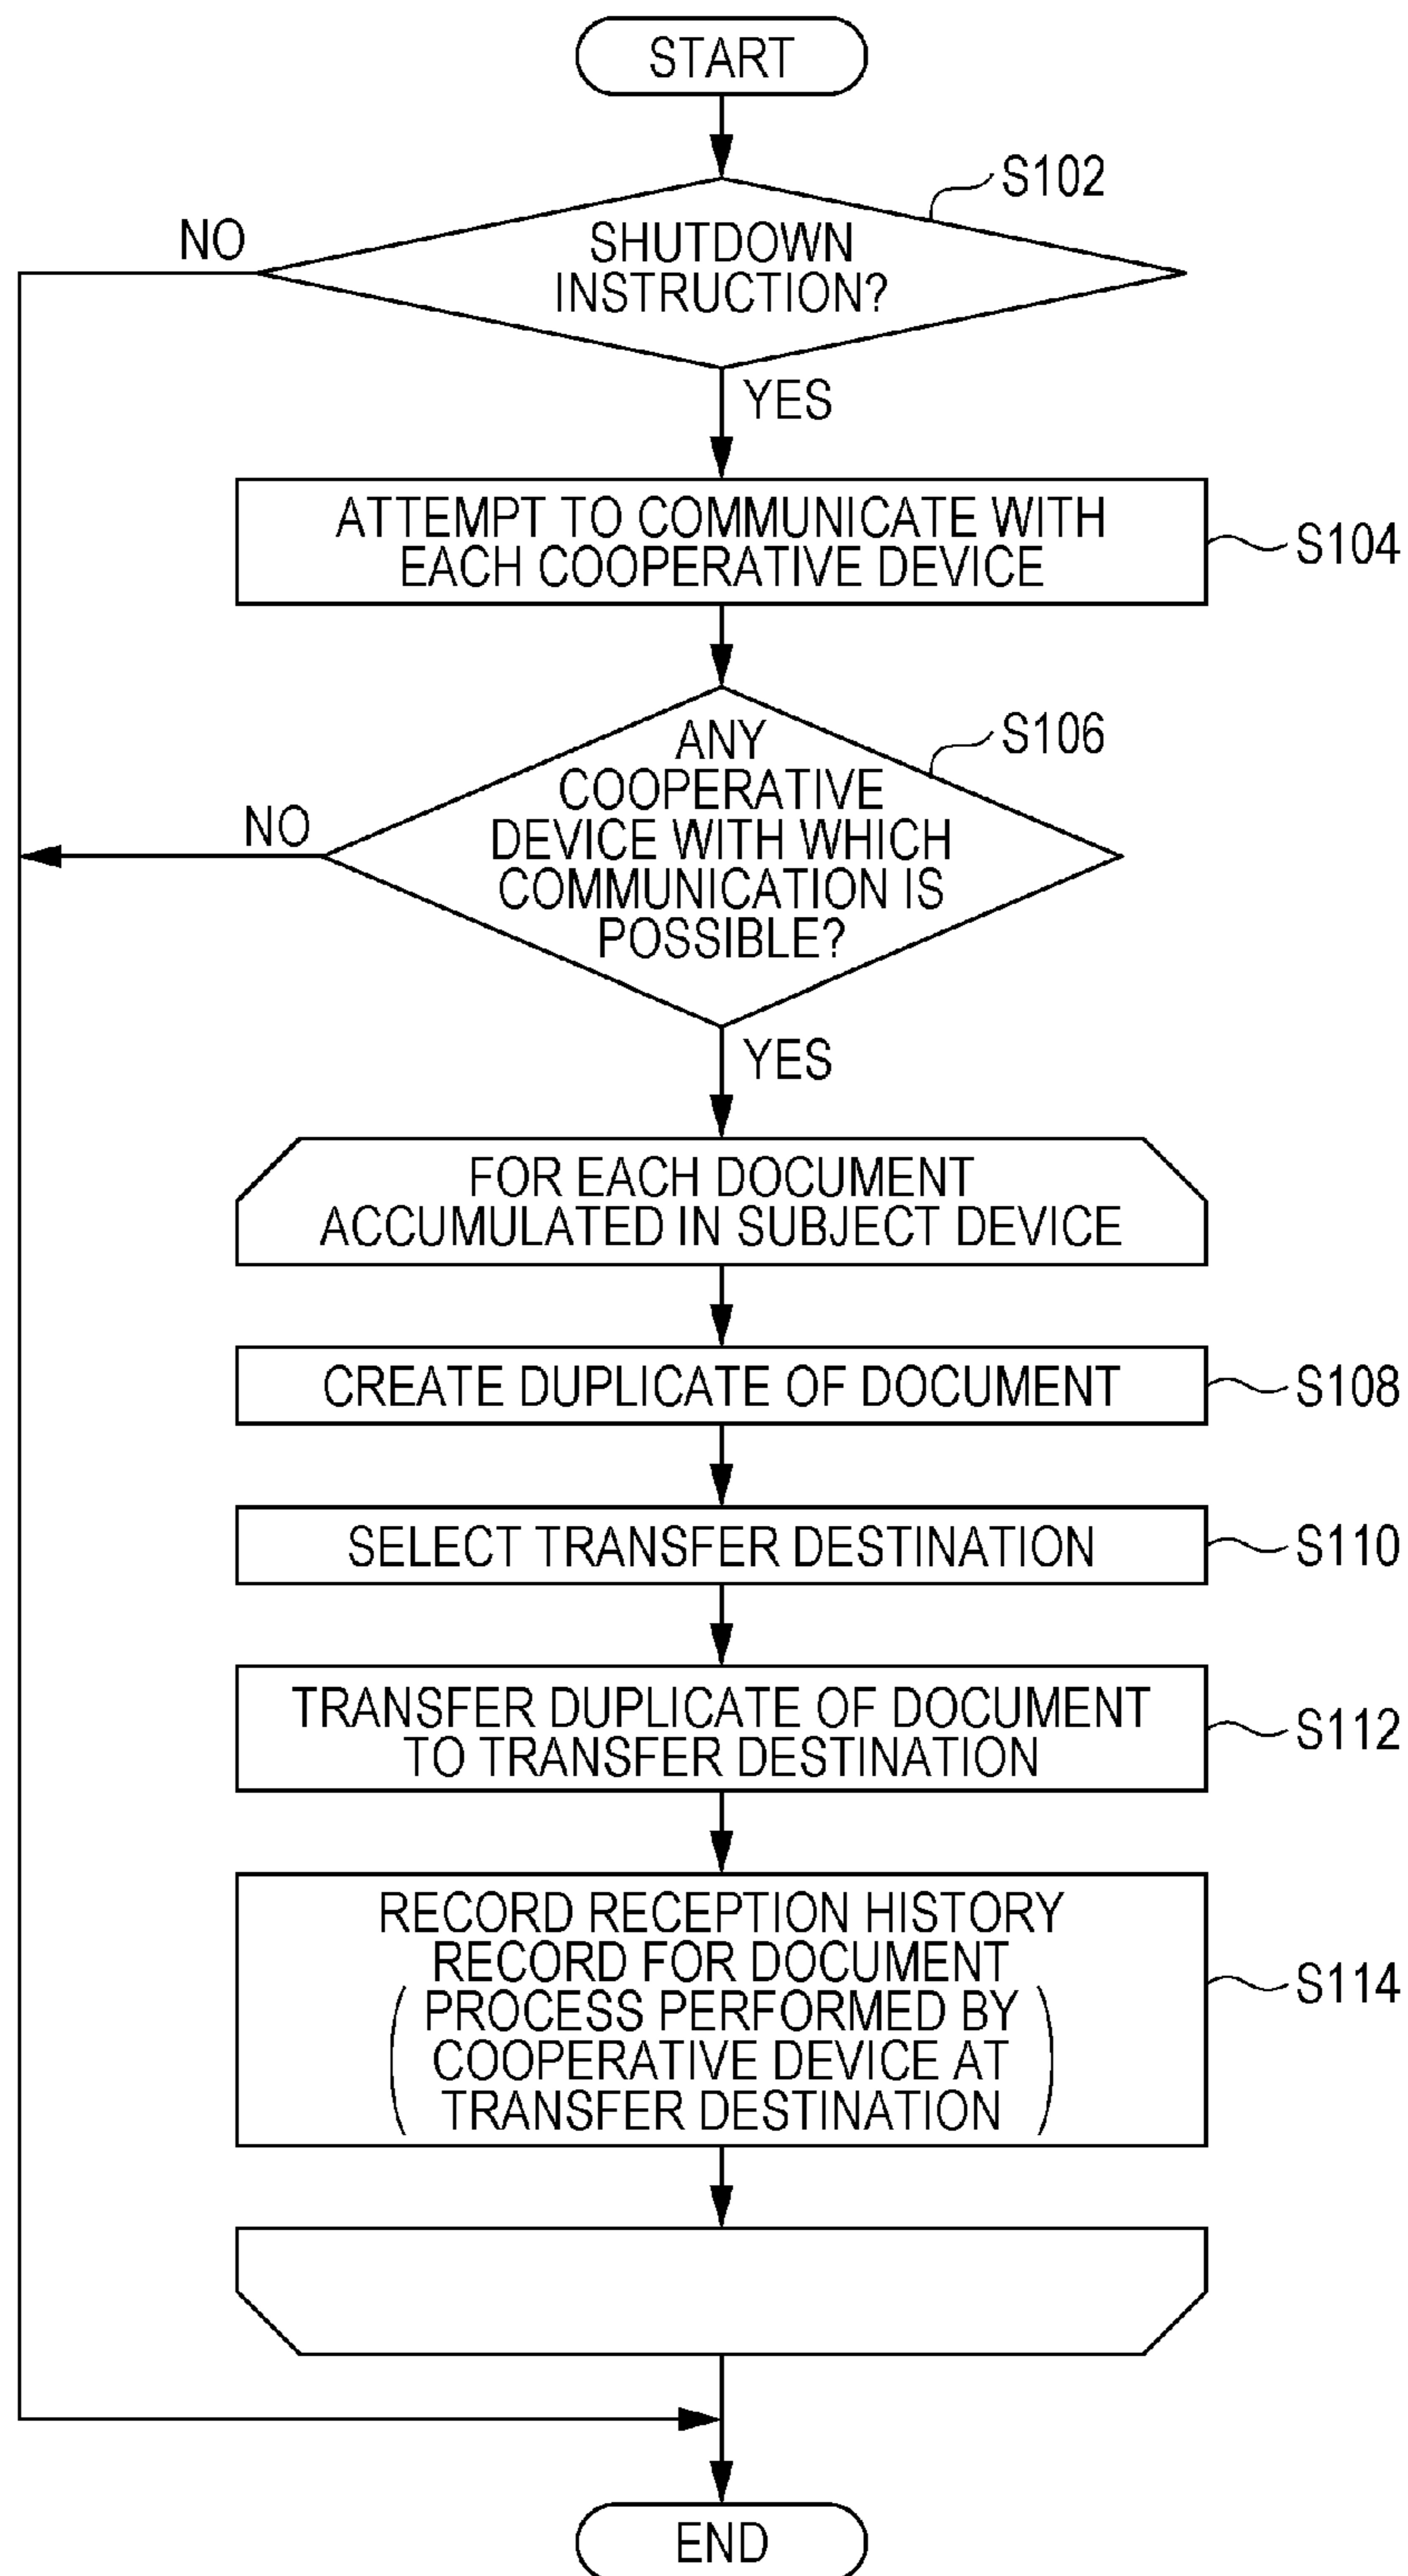 START
S102
NO
SHUTDOWN
INSTRUCTION?
YES
ATTEMPT TO COMMUNICATE WITH
EACH COOPERATIVE DEVICE
S104
S106
ANY
COOPERATIVE
DEVICE WITH WHICH
COMMUNICATION IS
POSSIBLE?
NO
YES
FOR EACH DOCUMENT
ACCUMULATED IN SUBJECT DEVICE
CREATE DUPLICATE OF DOCUMENT
S108
SELECT TRANSFER DESTINATION
S110
TRANSFER DUPLICATE OF DOCUMENT
TO TRANSFER DESTINATION
S112
RECORD RECEPTION HISTORY
RECORD FOR DOCUMENT
(PROCESS PERFORMED BY
COOPERATIVE DEVICE AT
TRANSFER DESTINATION)
S114
END